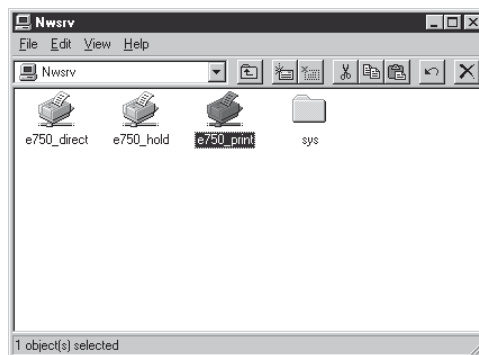 Nwsrv
File Edit View Help
Nwsrv
e750_direct e750_hold e750_print sys
1 object(s) selected